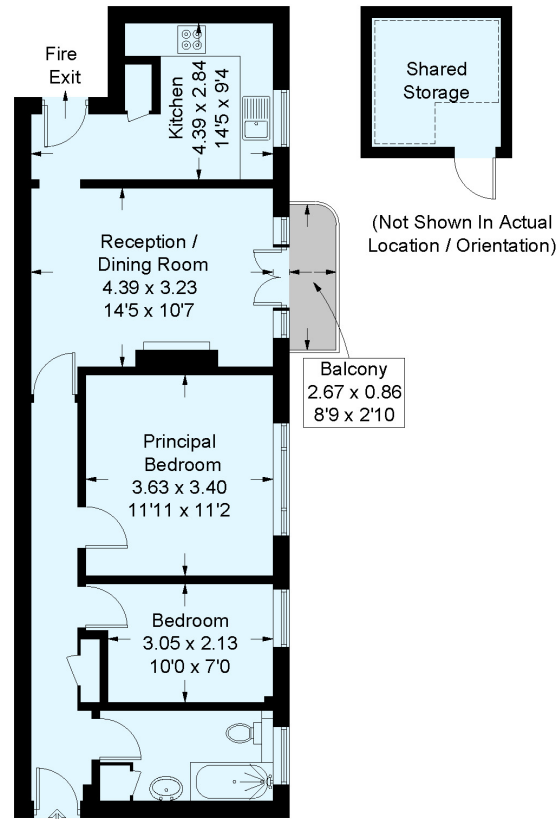 Fire
Exit
Kitchen
4.39 x 2.84
14'5 x 9'4
Shared
Storage
(Not Shown In Actual
Location / Orientation)
Reception /
Dining Room
4.39 x 3.23
14'5 x 10'7
Balcony
2.67 x 0.86
8'9 x 2'10
Principal
Bedroom
3.63 x 3.40
11'11 x 11'2
Bedroom
3.05 x 2.13
10'0 x 7'0